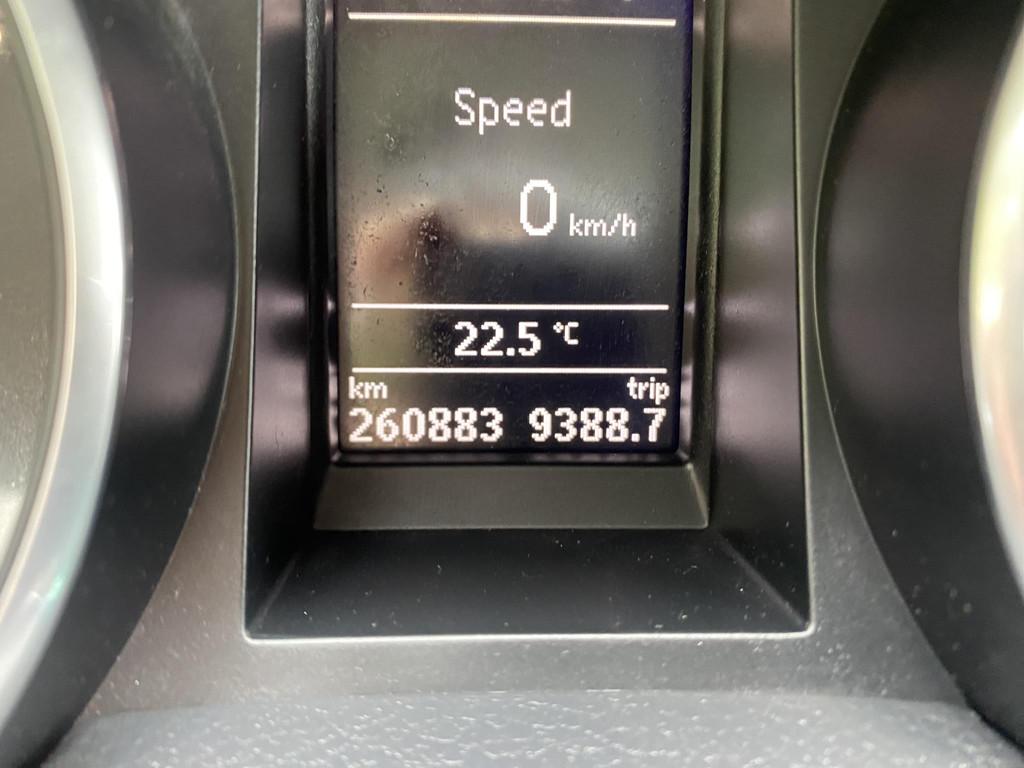 Speed
0 km/h
22.5 °C
km trip
260883 9388.7